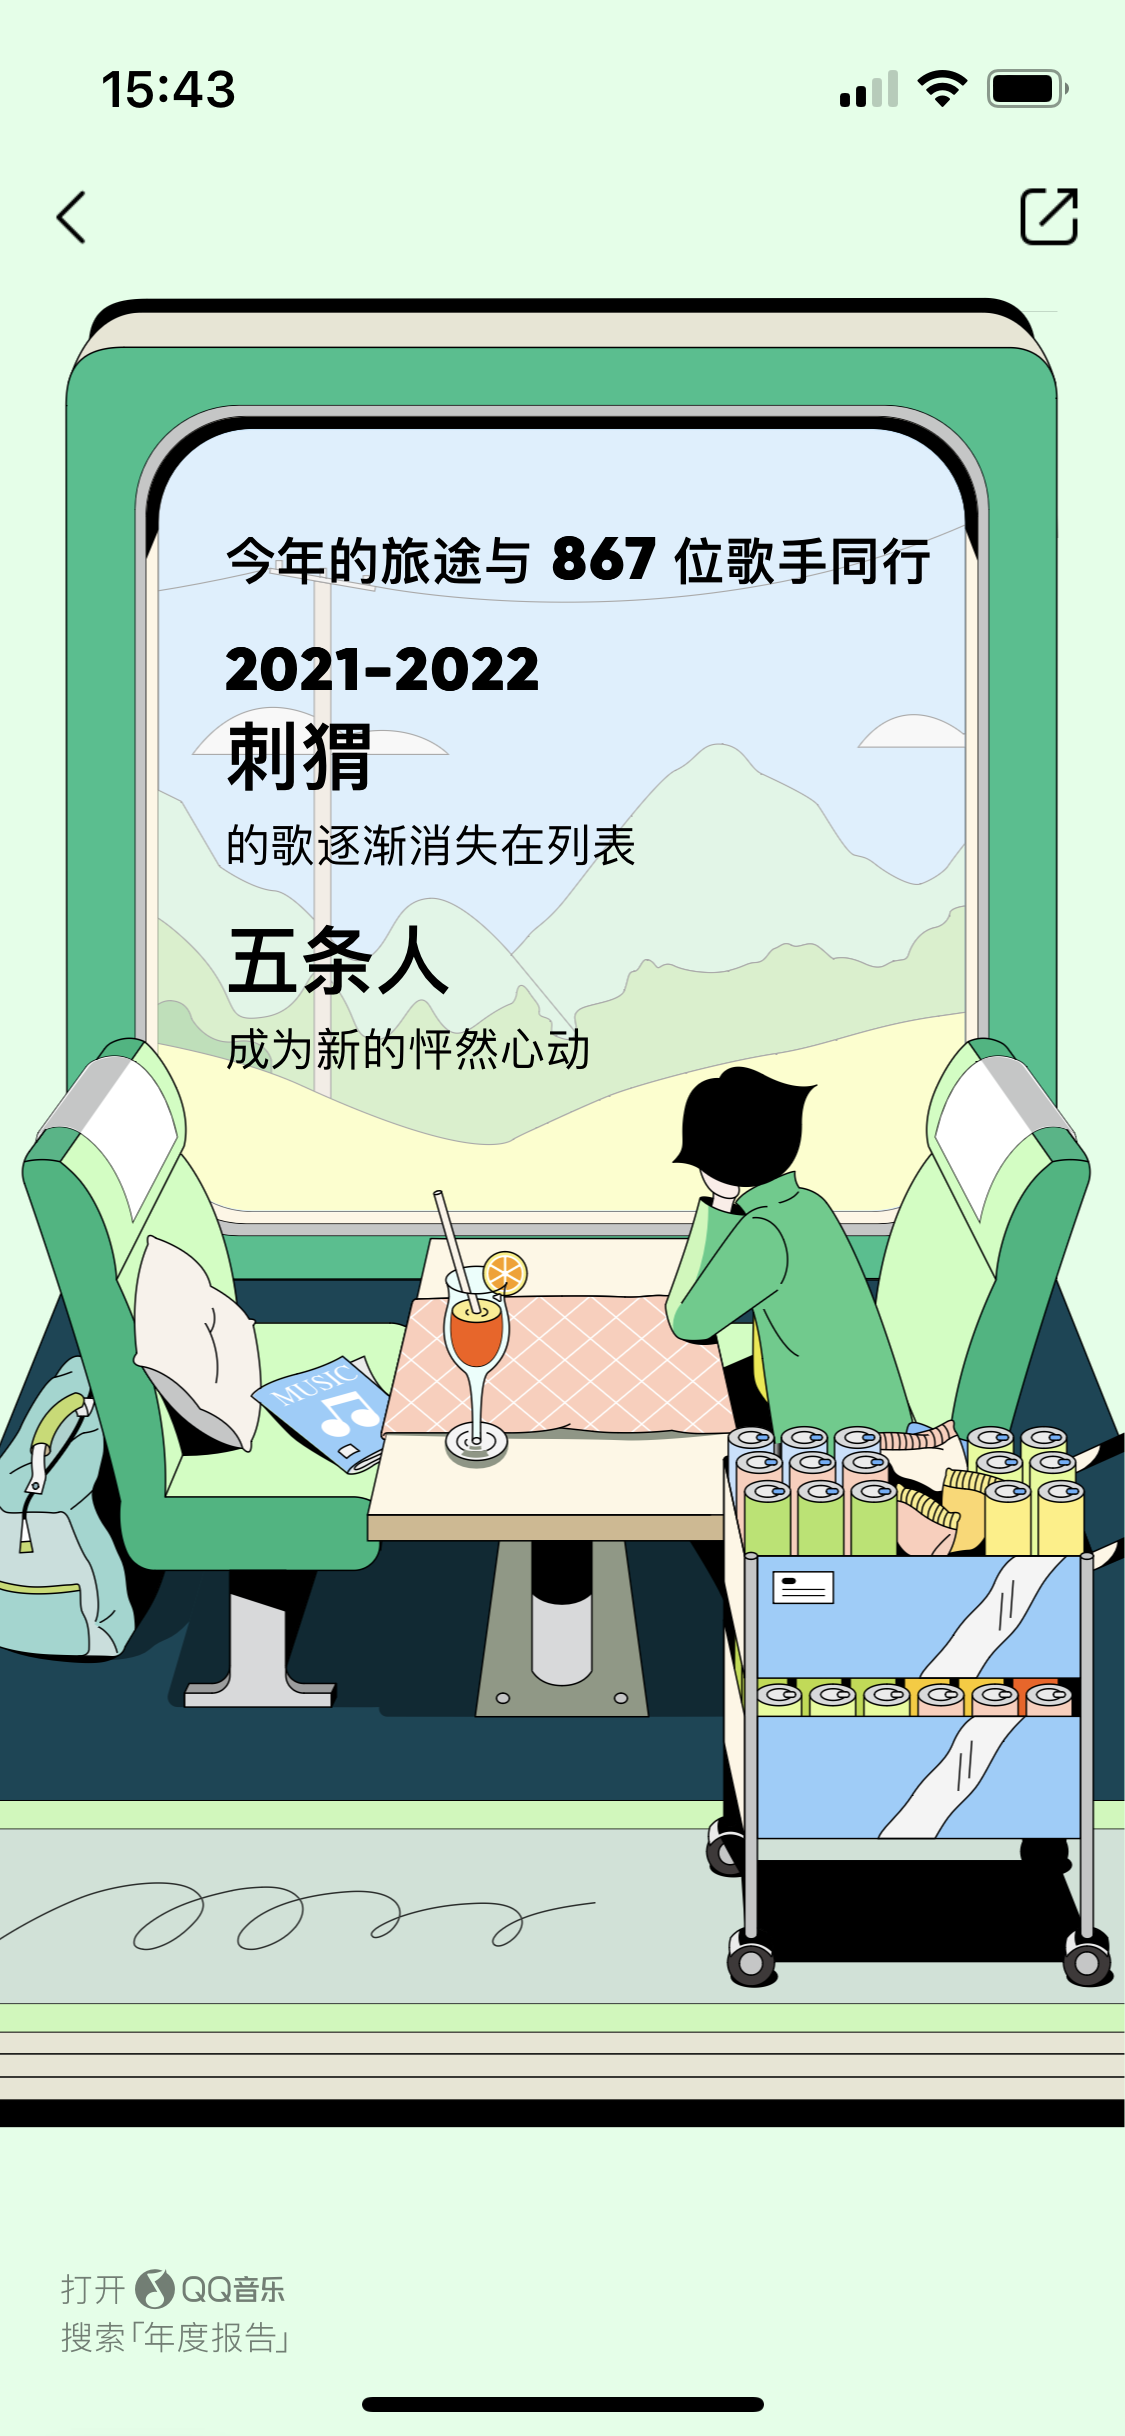 15:43
今年的旅途与 867 位歌手同行
2021-2022
刺猬
的歌逐渐消失在列表
五条人
成为新的怦然心动
MUSIC
打开 QQ音乐
搜索「年度报告」